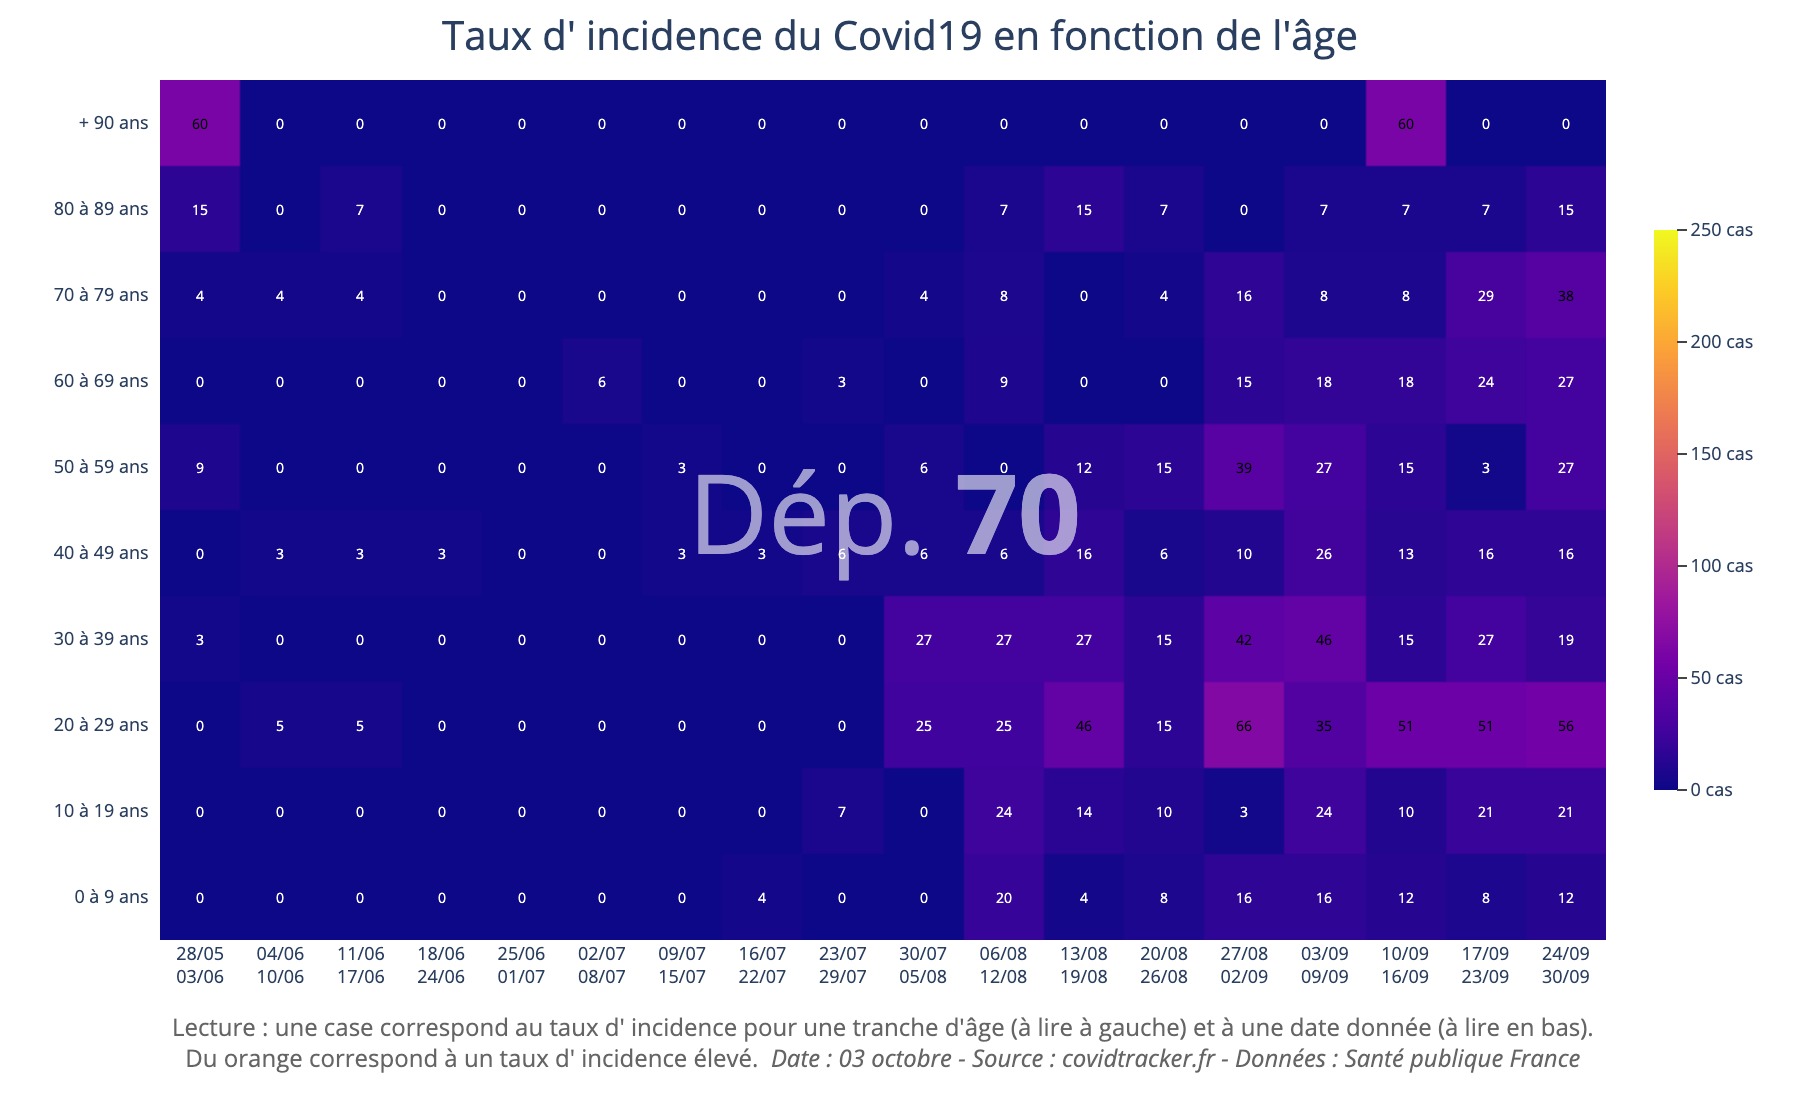 Taux d' incidence du Covid19 en fonction de l'âge
+ 90 ans 60 0 0 0 0 0 0 0 0 0 0 0 0 0 0 60 0 0
80 à 89 ans 15 0 7 0 0 0 0 0 0 0 7 15 7 0 7 7 7 15
70 à 79 ans 4 4 4 0 0 0 0 0 0 4 8 0 4 16 8 8 29 38
60 à 69 ans 0 0 0 0 0 6 0 0 3 0 9 0 0 15 18 18 24 27
50 à 59 ans 9 0 0 0 0 0 3 0 0 6 0 12 15 39 27 15 3 27
Dép. 70
40 à 49 ans 0 3 3 3 0 0 3 3 6 6 6 16 6 10 26 13 16 16
30 à 39 ans 3 0 0 0 0 0 0 0 0 27 27 27 15 42 46 15 27 19
20 à 29 ans 0 5 5 0 0 0 0 0 0 25 25 46 15 66 35 51 51 56
10 à 19 ans 0 0 0 0 0 0 0 0 7 0 24 14 10 3 24 10 21 21
0 à 9 ans 0 0 0 0 0 0 0 4 0 0 20 4 8 16 16 12 8 12
28/05 04/06 11/06 18/06 25/06 02/07 09/07 16/07 23/07 30/07 06/08 13/08 20/08 27/08 03/09 10/09 17/09 24/09
03/06 10/06 17/06 24/06 01/07 08/07 15/07 22/07 29/07 05/08 12/08 19/08 26/08 02/09 09/09 16/09 23/09 30/09
250 cas
200 cas
150 cas
100 cas
50 cas
0 cas
Lecture : une case correspond au taux d' incidence pour une tranche d'âge (à lire à gauche) et à une date donnée (à lire en bas).
Du orange correspond à un taux d' incidence élevé. Date : 03 octobre - Source : covidtracker.fr - Données : Santé publique France